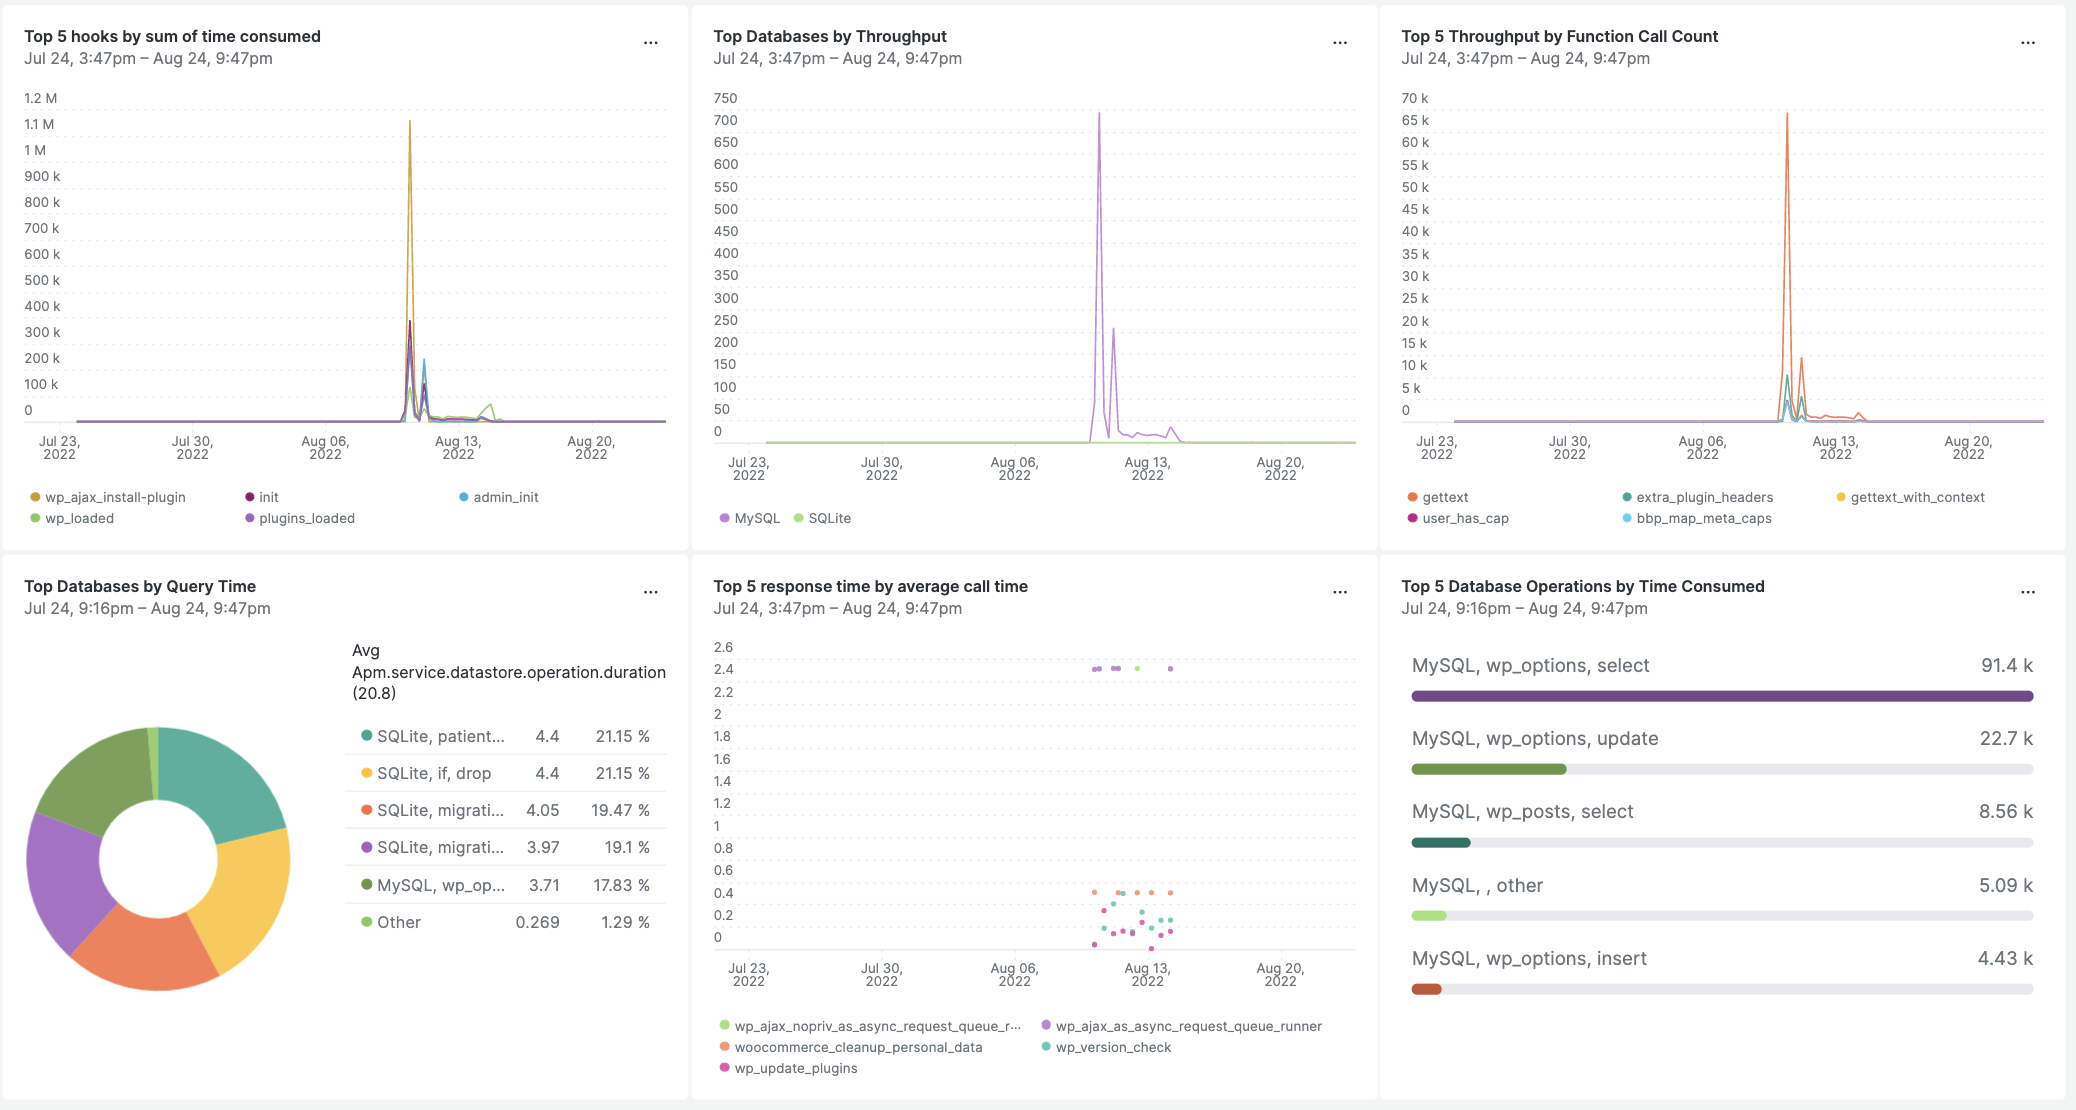 Top 5 hooks by sum of time consumed
...
Jul 24, 3:47pm – Aug 24, 9:47pm
1.2 M
1.1 M
1 M
900 k
800 k
700 k
600 k
500 k
400 k
300 k
200 k
100 k
0
Jul 23, 2022
Jul 30, 2022
Aug 06, 2022
Aug 13, 2022
Aug 20, 2022
wp_ajax_install-plugin
init
admin_init
wp_loaded
plugins_loaded
Top Databases by Throughput
...
Jul 24, 3:47pm – Aug 24, 9:47pm
750
700
650
600
550
500
450
400
350
300
250
200
150
100
50
0
Jul 23, 2022
Jul 30, 2022
Aug 06, 2022
Aug 13, 2022
Aug 20, 2022
MySQL
SQLite
Top 5 Throughput by Function Call Count
...
Jul 24, 3:47pm – Aug 24, 9:47pm
70 k
65 k
60 k
55 k
50 k
45 k
40 k
35 k
30 k
25 k
20 k
15 k
10 k
5 k
0
Jul 23, 2022
Jul 30, 2022
Aug 06, 2022
Aug 13, 2022
Aug 20, 2022
gettext
extra_plugin_headers
gettext_with_context
user_has_cap
bbp_map_meta_caps
Top Databases by Query Time
...
Jul 24, 9:16pm – Aug 24, 9:47pm
Avg
Apm.service.datastore.operation.duration
(20.8)
SQLite, patient... 4.4 21.15 %
SQLite, if, drop 4.4 21.15 %
SQLite, migrati... 4.05 19.47 %
SQLite, migrati... 3.97 19.1 %
MySQL, wp_op... 3.71 17.83 %
Other 0.269 1.29 %
Top 5 response time by average call time
...
Jul 24, 3:47pm – Aug 24, 9:47pm
2.6
2.4
2.2
2
1.8
1.6
1.4
1.2
1
0.8
0.6
0.4
0.2
0
Jul 23, 2022
Jul 30, 2022
Aug 06, 2022
Aug 13, 2022
Aug 20, 2022
wp_ajax_nopriv_as_async_request_queue_r...
wp_ajax_as_async_request_queue_runner
woocommerce_cleanup_personal_data
wp_version_check
wp_update_plugins
Top 5 Database Operations by Time Consumed
...
Jul 24, 9:16pm – Aug 24, 9:47pm
MySQL, wp_options, select 91.4 k
MySQL, wp_options, update 22.7 k
MySQL, wp_posts, select 8.56 k
MySQL, , other 5.09 k
MySQL, wp_options, insert 4.43 k